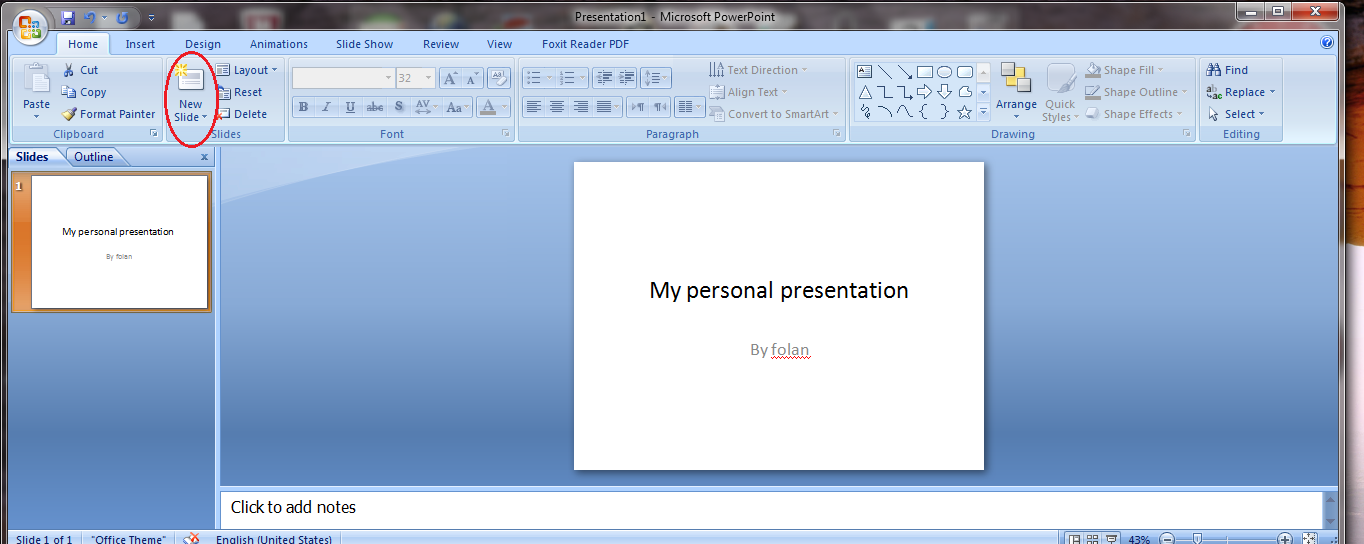 Presentation1 - Microsoft PowerPoint
Home Insert Design Animations Slide Show Review View Foxit Reader PDF
Paste
Cut
Copy
Format Painter
Clipboard
New
Slide
Layout
Reset
Delete
Slides
32
B I U abc S AV Aa A
Font
Text Direction
Align Text
Convert to SmartArt
Paragraph
Arrange
Quick
Styles
Shape Fill
Shape Outline
Shape Effects
Drawing
Find
Replace
Select
Editing
Slides Outline x
1
My personal presentation
By folan
My personal presentation
By folan
Click to add notes
Slide 1 of 1 "Office Theme" English (United States) 43%